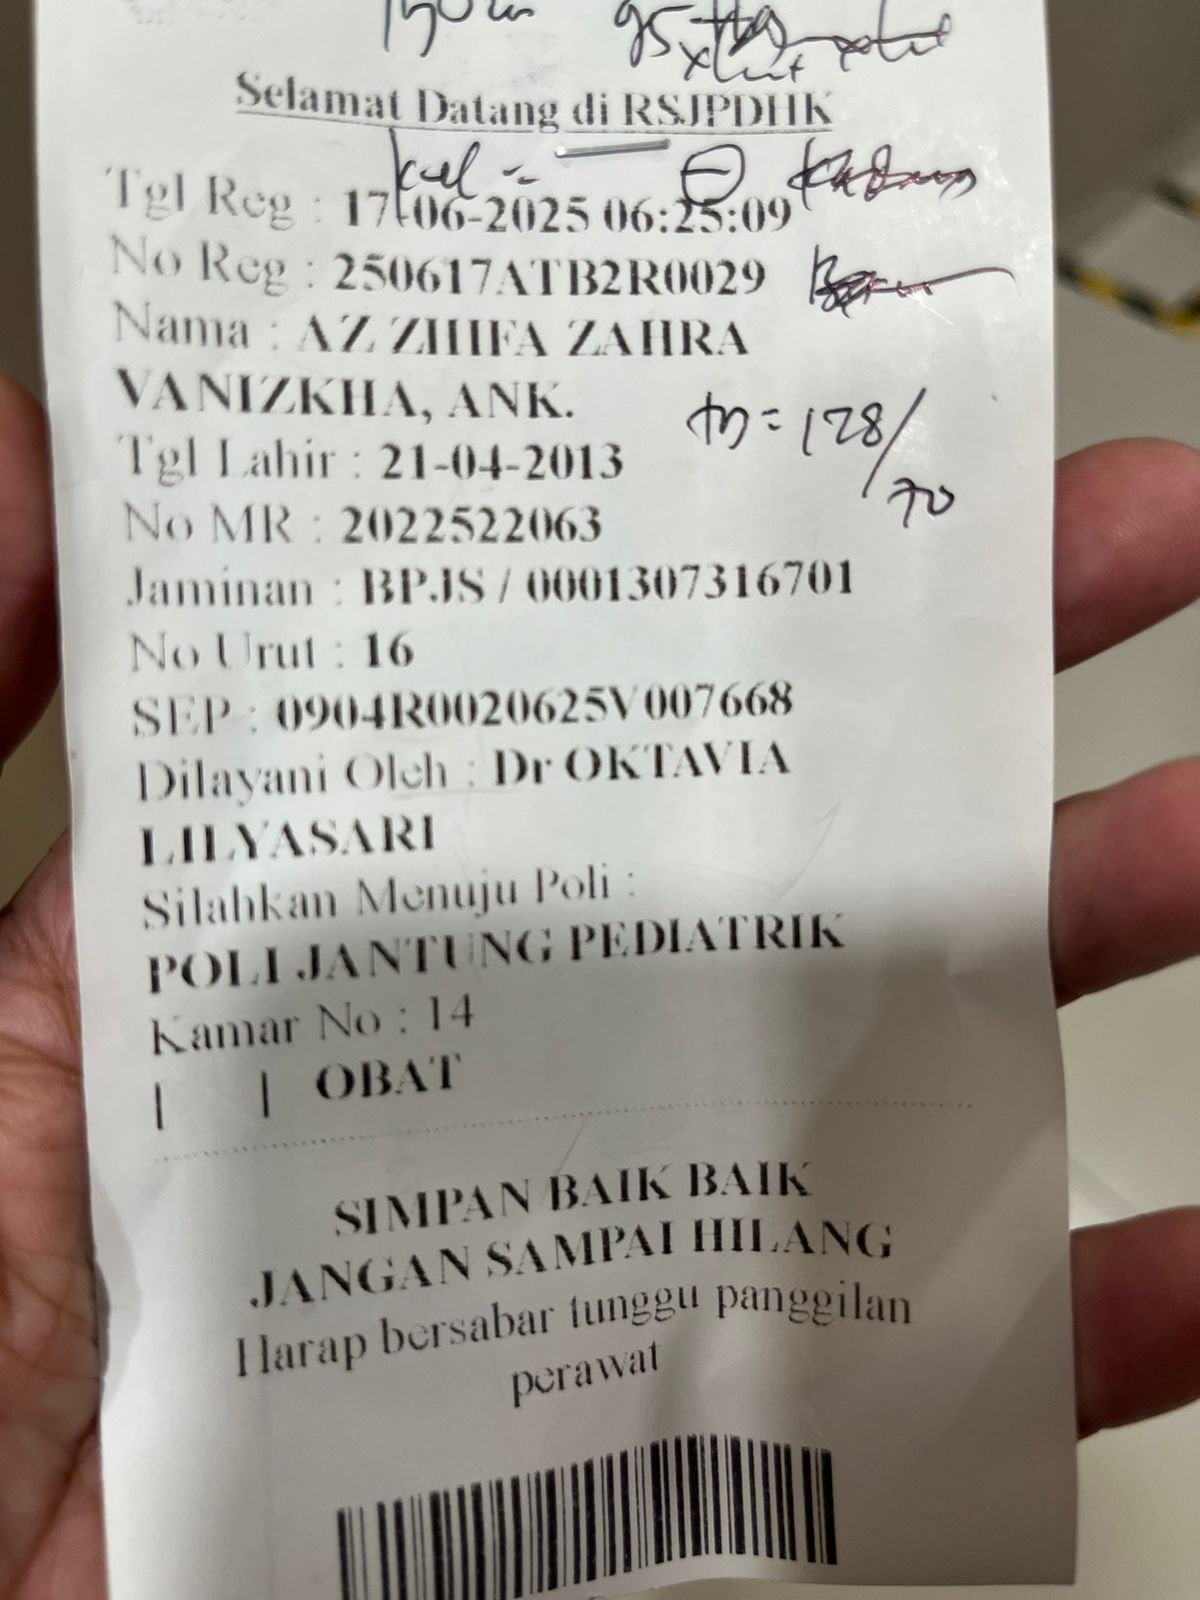 95
x/mnt
Selamat Datang di RSJPDHK
Kel :
Tgl Reg : 17-06-2025 06:25:09
No Reg : 250617ATB2R0029
Nama : AZ ZHIFA ZAHRA
VANIZKHA, ANK.
TD = 128/70
Tgl Lahir : 21-04-2013
No MR : 2022522063
Jaminan : BPJS / 0001307316701
No Urut : 16
SEP : 0904R0020625V007668
Dilayani Oleh : Dr OKTAVIA
LILYASARI
Silahkan Menuju Poli :
POLI JANTUNG PEDIATRIK
Kamar No : 14
| | OBAT
SIMPAN BAIK BAIK
JANGAN SAMPAI HILANG
Harap bersabar tunggu panggilan
perawat